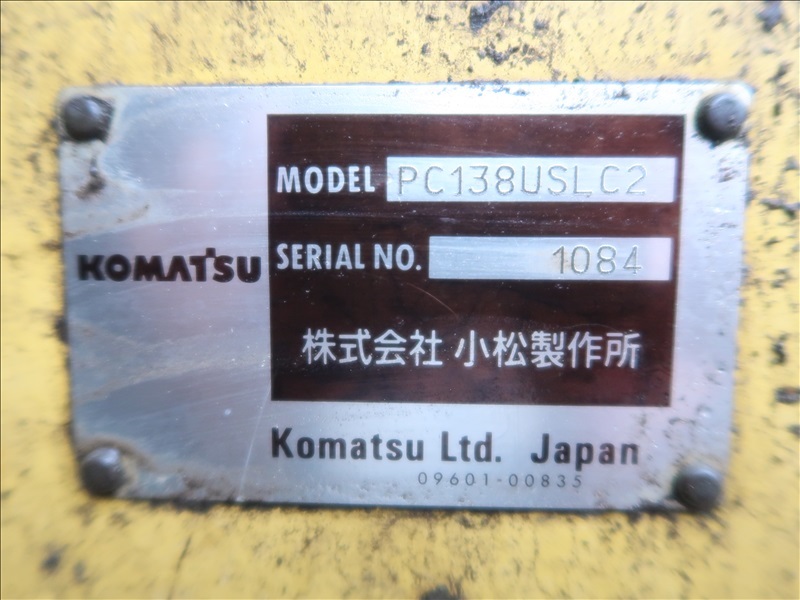 MODEL PC138USLC2
KOMATSU SERIAL NO. 1084
株式会社 小松製作所
Komatsu Ltd. Japan
09601-00835